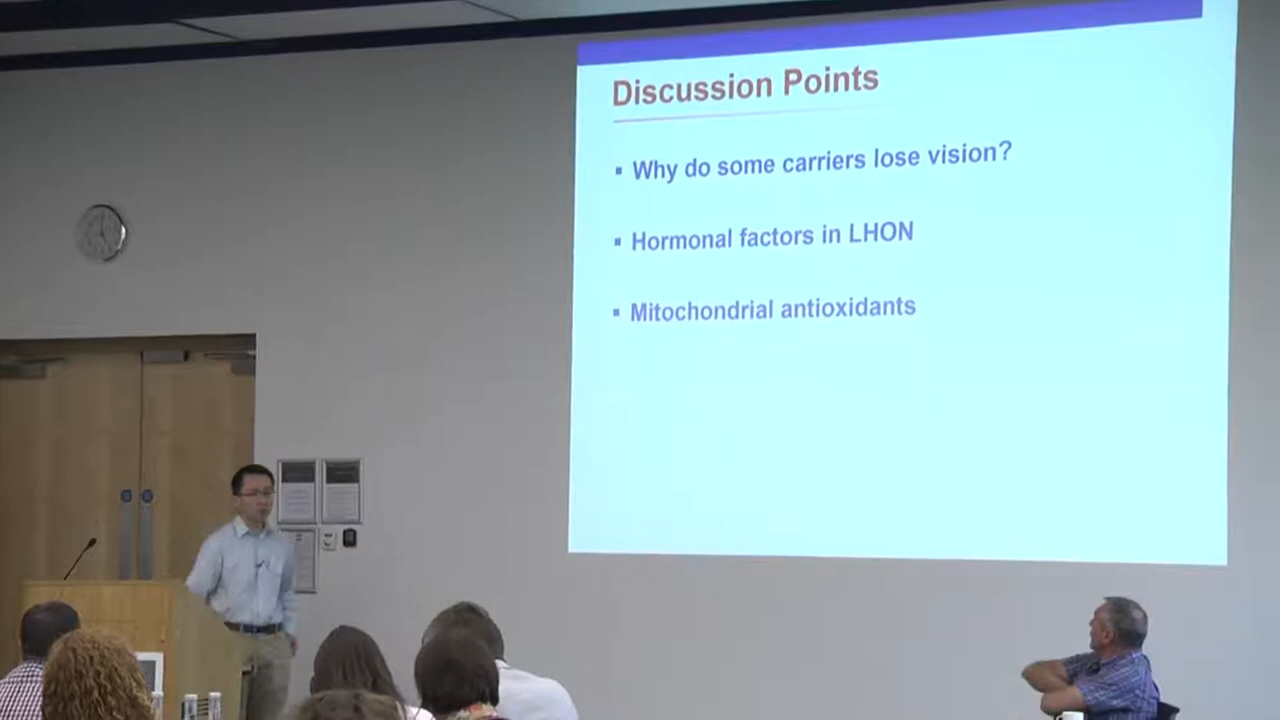 Discussion Points
▪ Why do some carriers lose vision?
▪ Hormonal factors in LHON
▪ Mitochondrial antioxidants